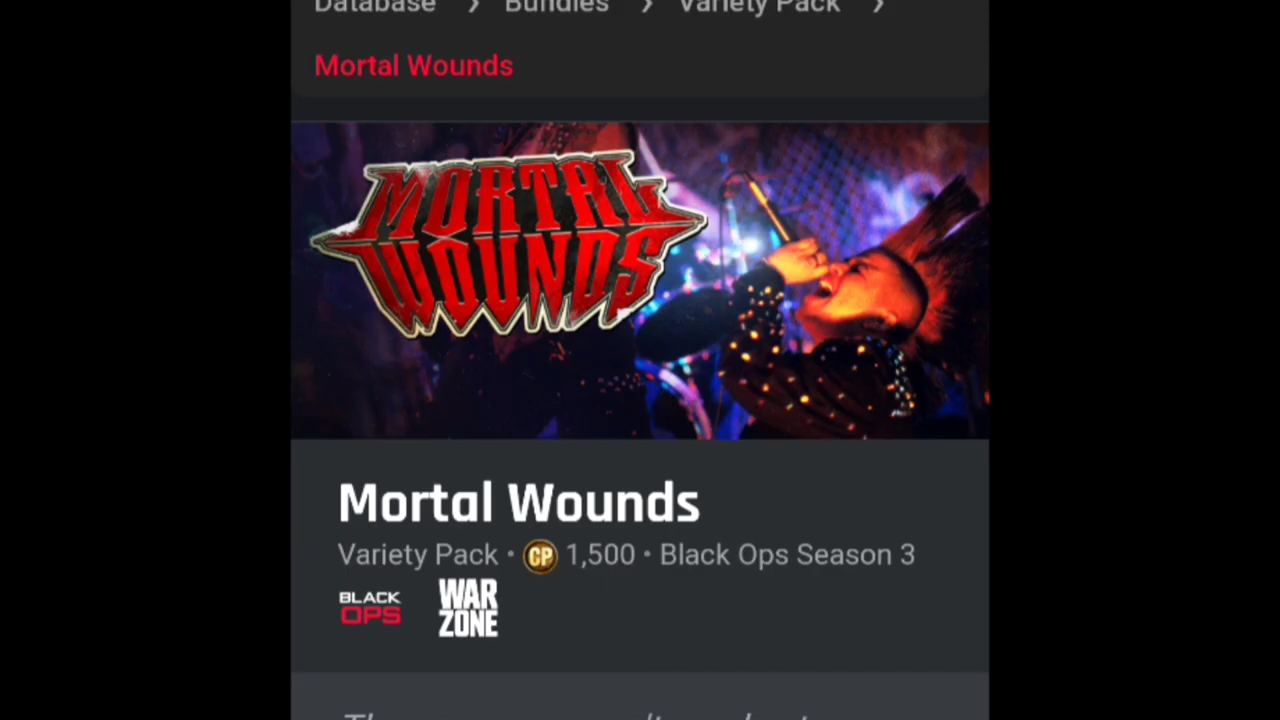 Database > Bundles > Variety Pack >
Mortal Wounds
MORTAL
WOUNDS
Mortal Wounds
Variety Pack • CP 1,500 • Black Ops Season 3
BLACK
OPS
WAR
ZONE